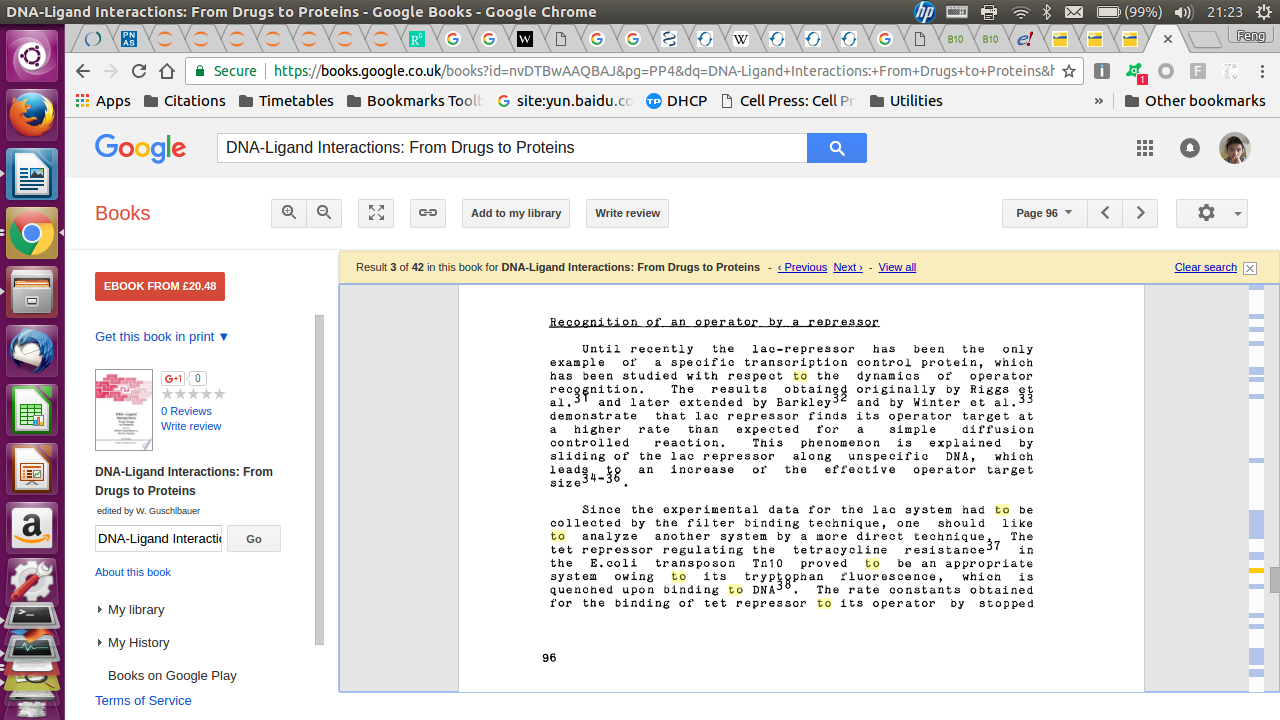 DNA-Ligand Interactions: From Drugs to Proteins - Google Books - Google Chrome
(99%) 21:23
Feng
Secure https://books.google.co.uk/books?id=nvDTBwAAQBAJ&pg=PP4&dq=DNA-Ligand+Interactions:+From+Drugs+to+Proteins&h
Apps Citations Timetables Bookmarks Toolb site:yun.baidu.co DHCP Cell Press: Cell Pr Utilities » Other bookmarks
Google DNA-Ligand Interactions: From Drugs to Proteins
Books Add to my library Write review Page 96
Result 3 of 42 in this book for DNA-Ligand Interactions: From Drugs to Proteins - ‹ Previous Next › - View all Clear search
EBOOK FROM £20.48
Get this book in print ▼
G+1 0
0 Reviews
Write review
DNA-Ligand Interactions: From
Drugs to Proteins
edited by W. Guschlbauer
DNA-Ligand Interactic Go
About this book
My library
My History
Books on Google Play
Terms of Service
Recognition of an operator by a repressor
Until recently the lac-repressor has been the only
example of a specific transcription control protein, which
has been studied with respect to the dynamics of operator
recognition. The results obtained originally by Riggs et
al.31 and later extended by Barkley32 and by Winter et al.33
demonstrate that lac repressor finds its operator target at
a higher rate than expected for a simple diffusion
controlled reaction. This phenomenon is explained by
sliding of the lac repressor along unspecific DNA, which
leads to an increase of the effective operator target
size34-36.
Since the experimental data for the lac system had to be
collected by the filter binding technique, one should like
to analyze another system by a more direct technique. The
tet repressor regulating the tetracycline resistance37 in
the E.coli transposon Tn10 proved to be an appropriate
system owing to its tryptophan fluorescence, which is
quenched upon binding to DNA38. The rate constants obtained
for the binding of tet repressor to its operator by stopped
96